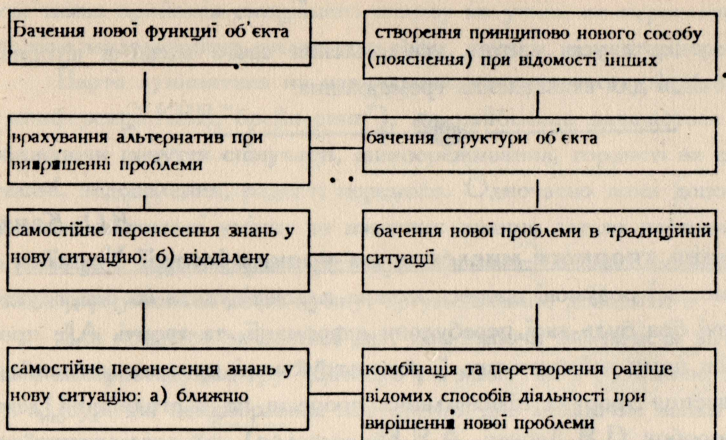 Бачення нової функції об’єкта
створення принципово нового сособу
(пояснення) при відомості інших
врахування альтернатив при
вирішенні проблеми
бачення структури об’єкта
самостійне перенесення знань у
нову ситуацію: б) віддалену
бачення нової проблеми в традиційній
ситуації
самостійне перенесення знань у
нову ситуацію: а) ближню
комбінація та перетворення раніше
відомих способів діяльності при
вирішення нової проблеми